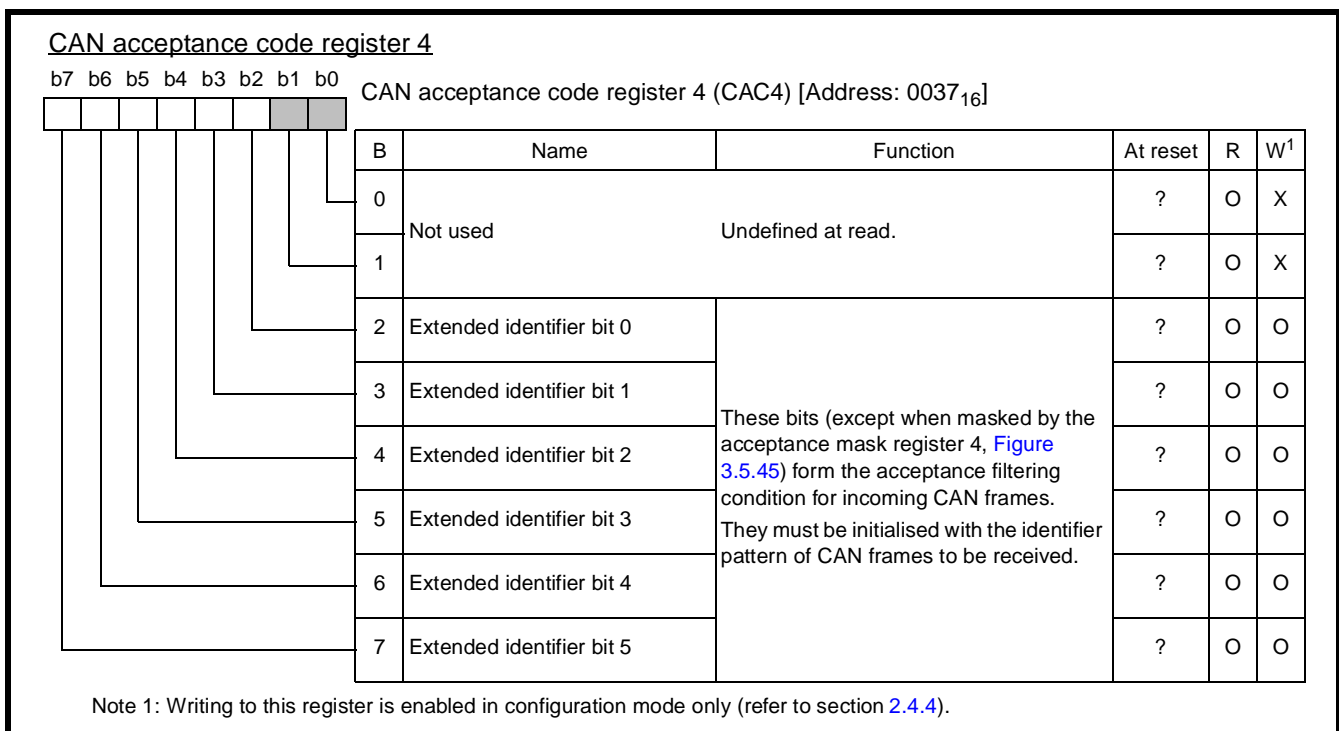 CAN acceptance code register 4
b7 b6 b5 b4 b3 b2 b1 b0
CAN acceptance code register 4 (CAC4) [Address: 0037₁₆]
B Name Function At reset R W¹
0 ? O X
Not used Undefined at read.
1 ? O X
2 Extended identifier bit 0 ? O O
3 Extended identifier bit 1 ? O O
These bits (except when masked by the
acceptance mask register 4, Figure
4 Extended identifier bit 2 ? O O
3.5.45) form the acceptance filtering
condition for incoming CAN frames.
5 Extended identifier bit 3 ? O O
They must be initialised with the identifier
pattern of CAN frames to be received.
6 Extended identifier bit 4 ? O O
7 Extended identifier bit 5 ? O O
Note 1: Writing to this register is enabled in configuration mode only (refer to section 2.4.4).